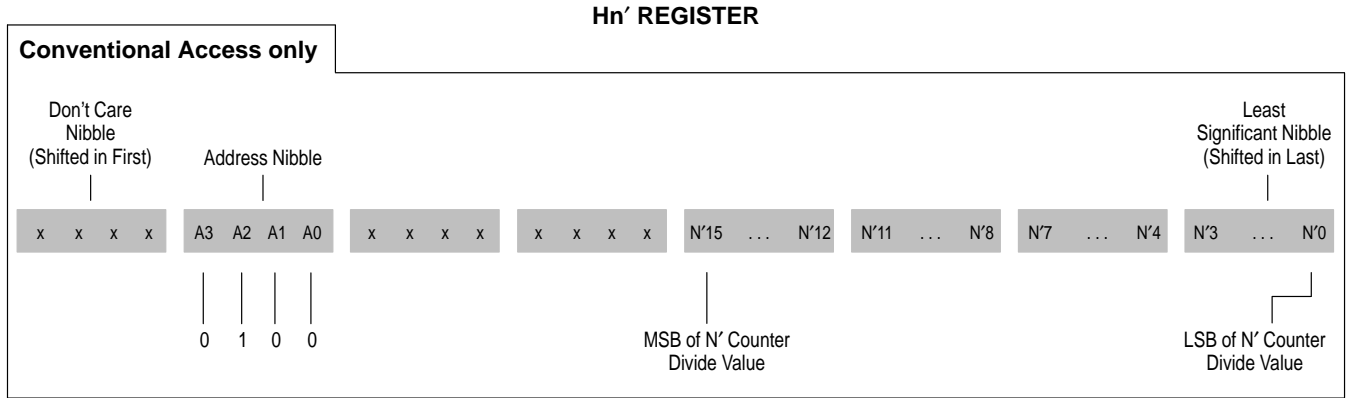 Hn′ REGISTER
Conventional Access only
Don't Care
Nibble
(Shifted in First)
Address Nibble
Least
Significant Nibble
(Shifted in Last)
x x x x A3 A2 A1 A0 x x x x x x x x N′15 . . . N′12 N′11 . . . N′8 N′7 . . . N′4 N′3 . . . N′0
0 1 0 0
MSB of N′ Counter
Divide Value
LSB of N′ Counter
Divide Value